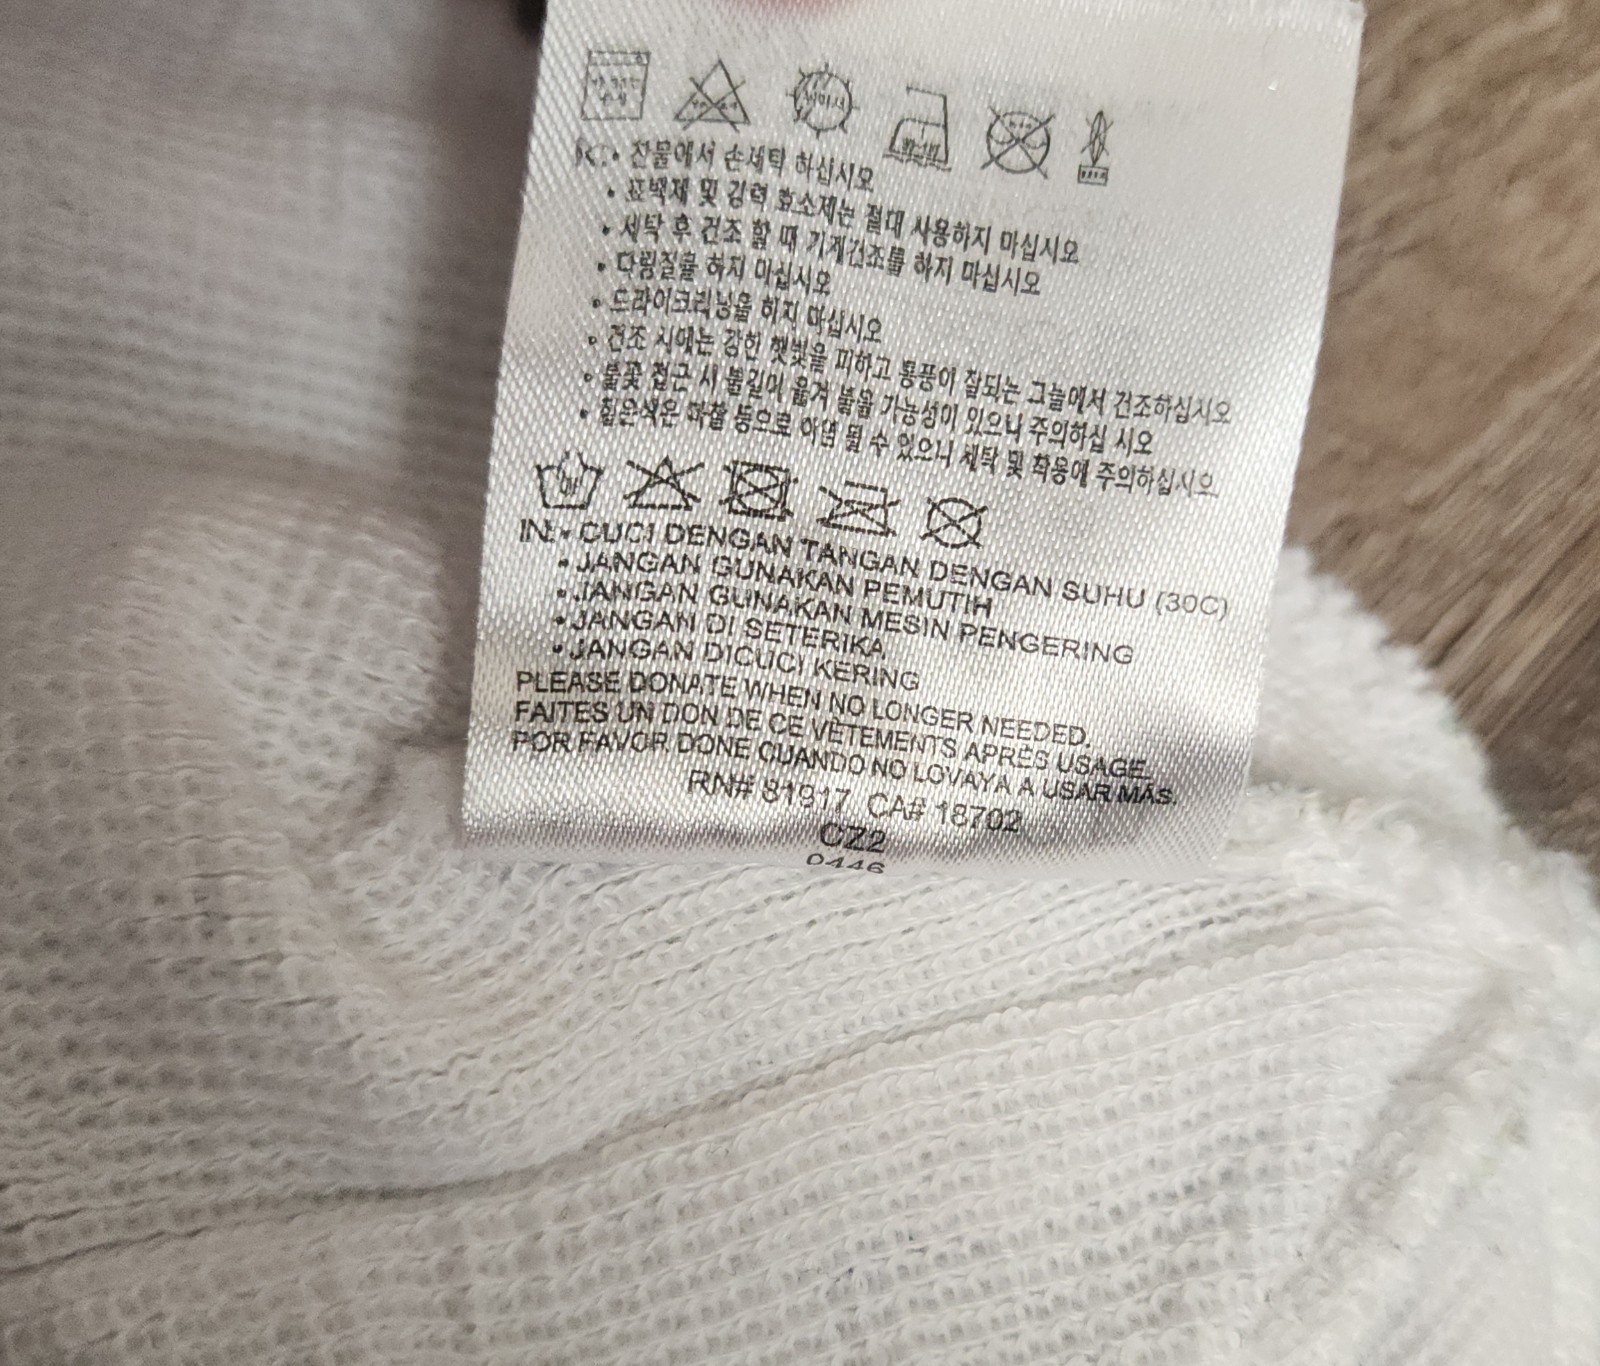 K: • 찬물에서 손세탁 하십시오
• 표백제 및 강력 효소제는 절대 사용하지 마십시오
• 세탁 후 건조 할 때 기계건조를 하지 마십시오
• 다림질을 하지 마십시오
• 드라이크리닝을 하지 마십시오
• 건조 시에는 강한 햇빛을 피하고 통풍이 잘되는 그늘에서 건조하십시오
• 불꽃 접근 시 불길이 옮겨 붙을 가능성이 있으니 주의하십 시오
• 짙은색은 마찰 등으로 이염 될 수 있으니 세탁 및 착용에 주의하십시오
IN: • CUCI DENGAN TANGAN DENGAN SUHU (30C)
• JANGAN GUNAKAN PEMUTIH
• JANGAN GUNAKAN MESIN PENGERING
• JANGAN DI SETERIKA
• JANGAN DICUCI KERING
PLEASE DONATE WHEN NO LONGER NEEDED.
FAITES UN DON DE CE VÊTEMENTS APRÈS USAGE.
POR FAVOR DONE CUANDO NO LO VAYA A USAR MÁS.
RN# 81917 CA# 18702
CZ2
0446